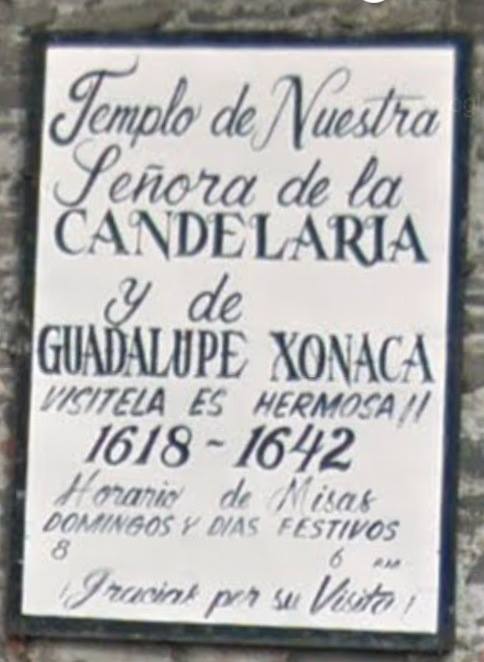 Templo de Nuestra
Señora de la
CANDELARIA
y de
GUADALUPE XONACA
VISITELA ES HERMOSA!!
1618 ~ 1642
Horario de Misas
DOMINGOS Y DIAS FESTIVOS
8 6 P.M.
¡Gracias por su Visita!